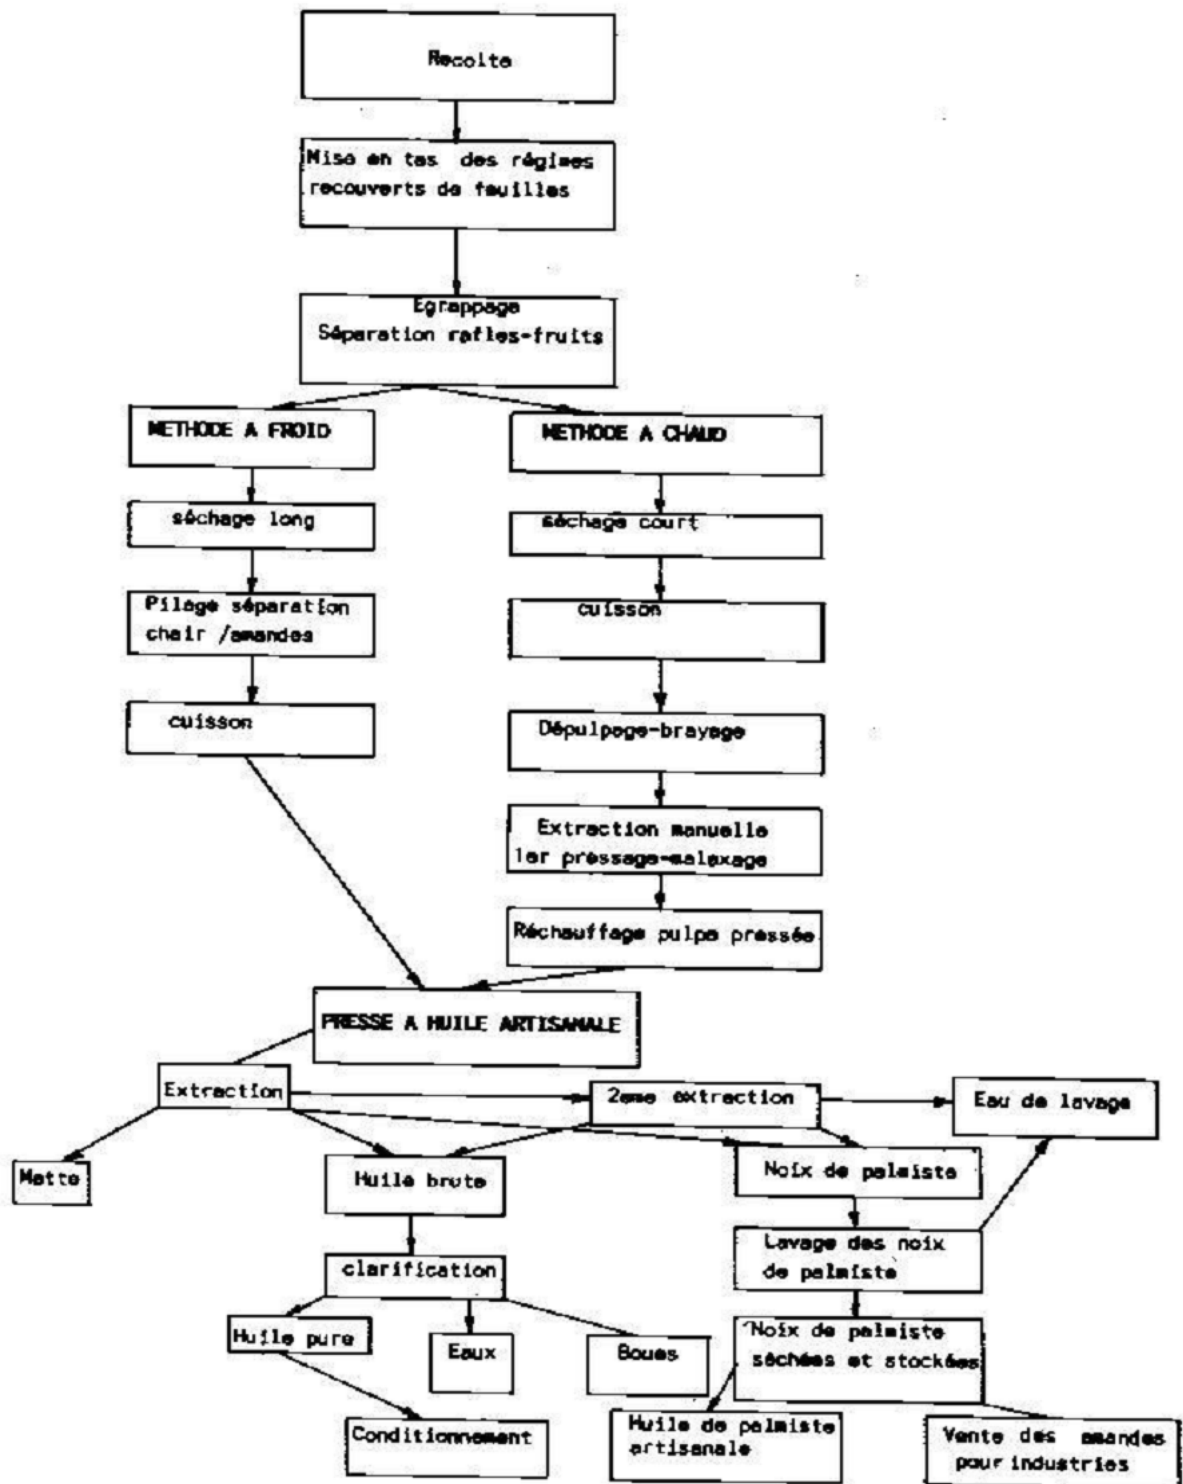 Recolte
Mise en tas des régimes
recouverts de feuilles
Egrappage
Séparation rafles-fruits
METHODE A FROID
METHODE A CHAUD
séchage long
séchage court
Pilage séparation
chair /amandes
cuisson
cuisson
Dépulpage-brayage
Extraction manuelle
1er pressage-malaxage
Réchauffage pulpe pressée
PRESSE A HUILE ARTISANALE
Extraction
2eme extraction
Eau de lavage
Matte
Huile brute
Noix de palmiste
clarification
Lavage des noix
de palmiste
Huile pure
Eaux
Boues
Noix de palmiste
séchées et stockées
Conditionnement
Huile de palmiste
artisanale
Vente des amandes
pour industries